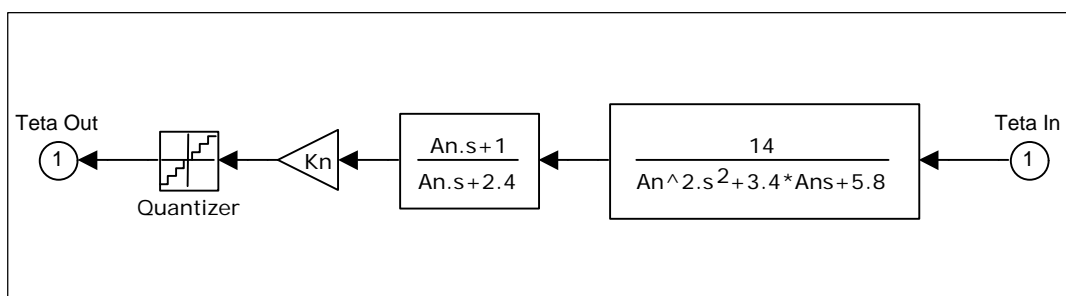 Teta Out
1
Quantizer
Kn
An.s+1
An.s+2.4
14
An^2.s²+3.4*Ans+5.8
Teta In
1